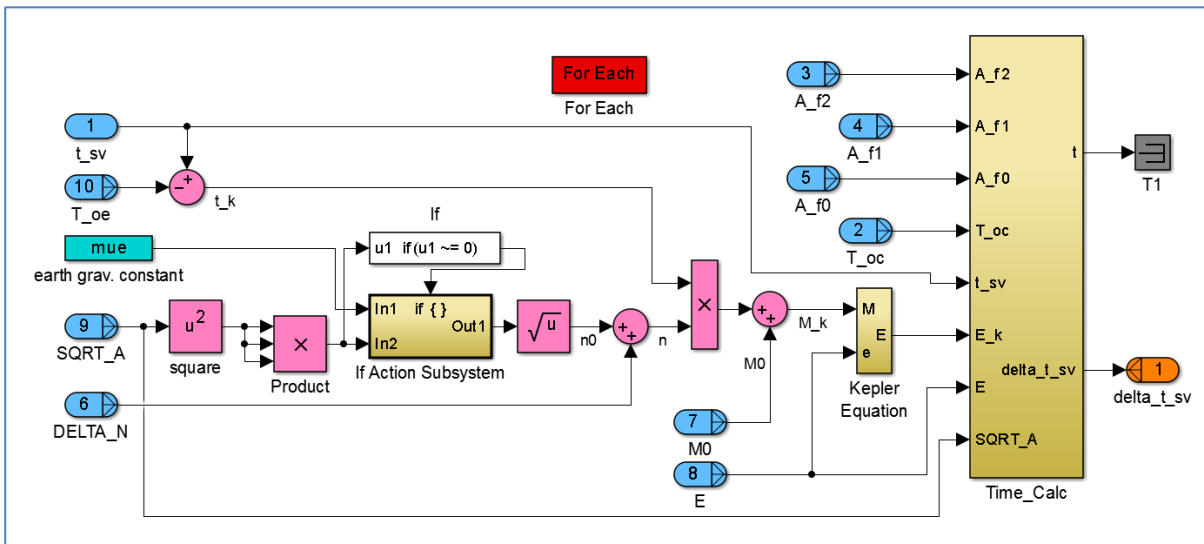 For Each
For Each
1
t_sv
10
T_oe
− +
t_k
mue
earth grav. constant
If
u1 if(u1 ~= 0)
In1 if { }
Out1
In2
If Action Subsystem
9
SQRT_A
u²
square
×
Product
√u
n0
+
+
n
×
6
DELTA_N
+
+
M_k
M0
7
M0
8
E
M
E
e
Kepler
Equation
3
A_f2
4
A_f1
5
A_f0
2
T_oc
A_f2
A_f1
A_f0
T_oc
t_sv
E_k
E
SQRT_A
t
delta_t_sv
Time_Calc
T1
1
delta_t_sv